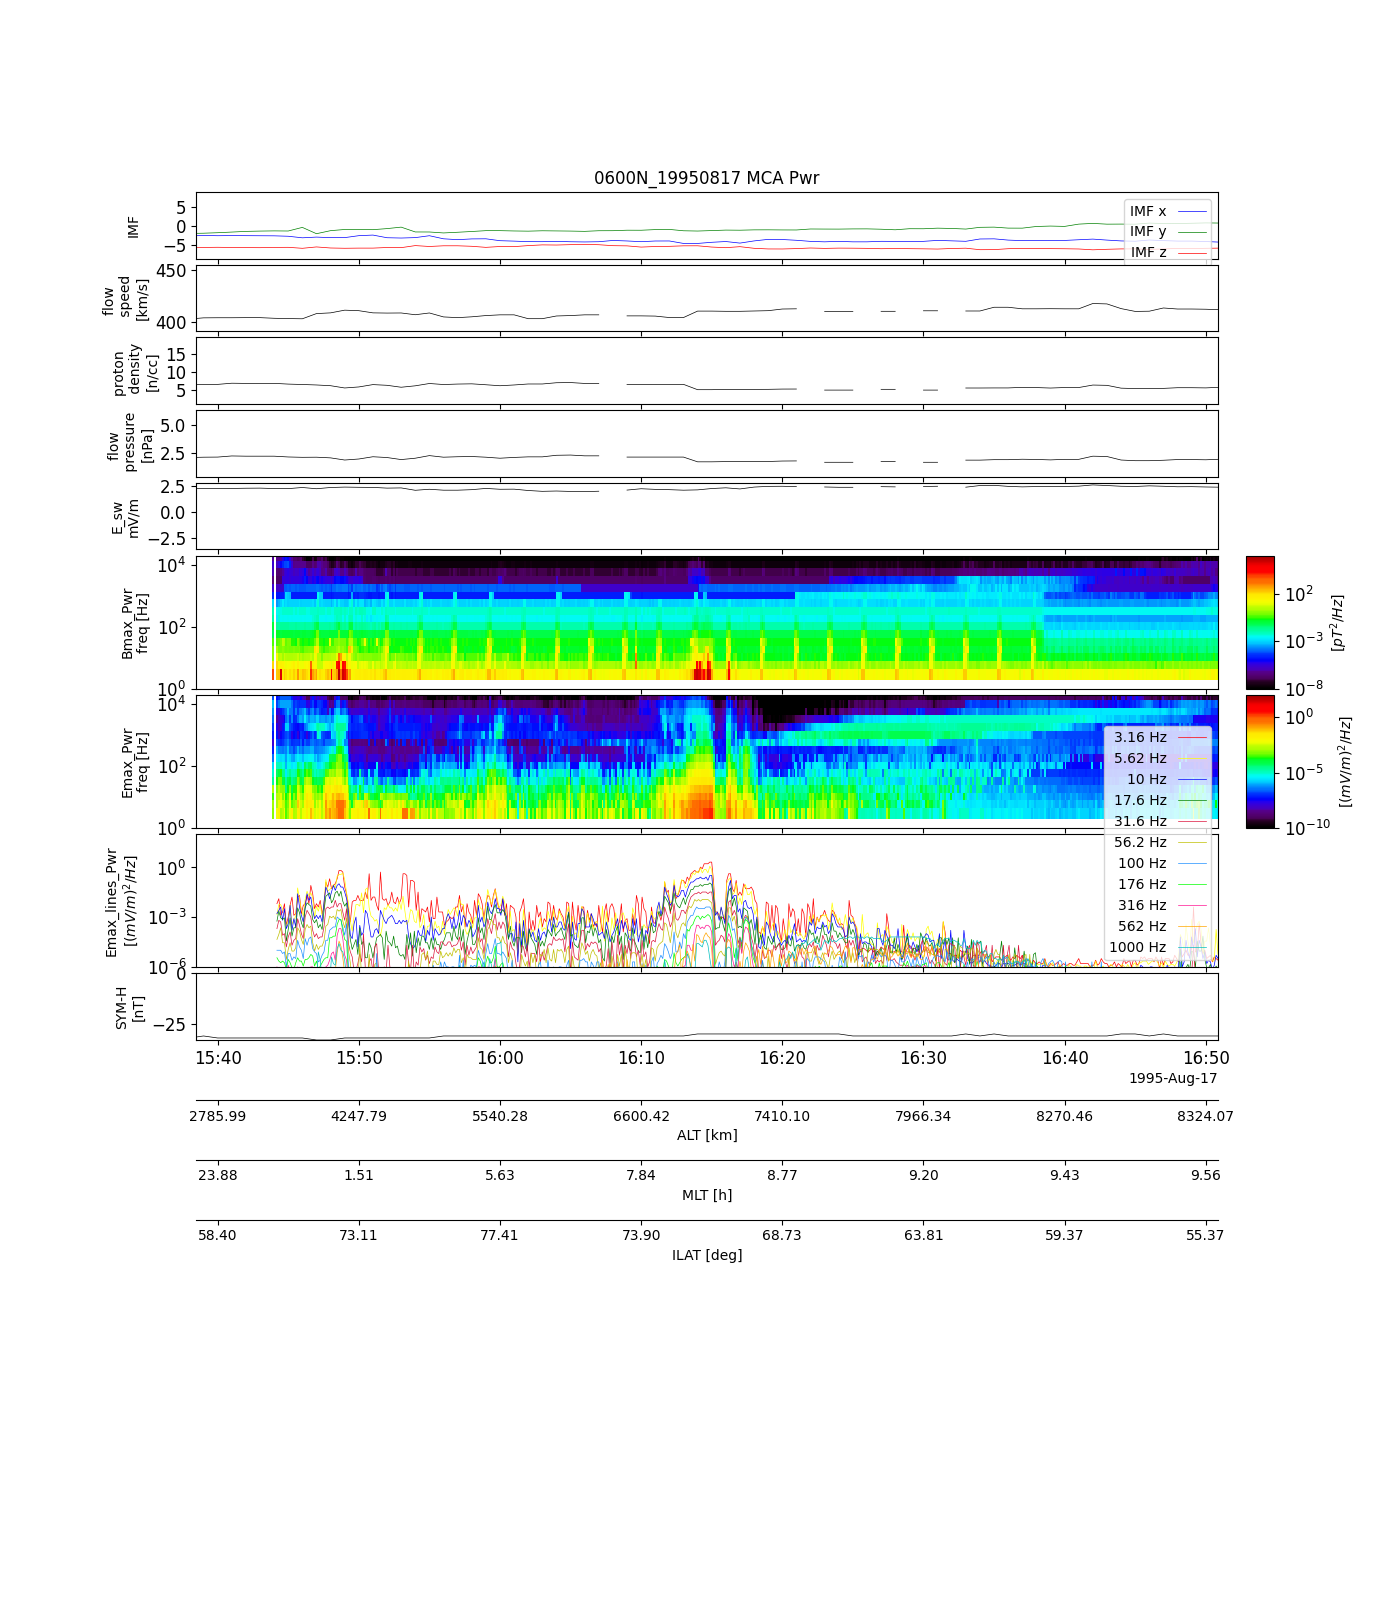 0600N_19950817 MCA Pwr
IMF
5
0
−5
IMF x
IMF y
IMF z
flow
speed
[km/s]
450
400
proton
density
[n/cc]
15
10
5
flow
pressure
[nPa]
5.0
2.5
E_sw
mV/m
2.5
0.0
−2.5
Bmax_Pwr
freq [Hz]
10^4
10^2
10^0
10^2
10^−3
10^−8
[pT^2/Hz]
Emax_Pwr
freq [Hz]
10^4
10^2
10^0
10^0
10^−5
10^−10
[(mV/m)^2/Hz]
3.16 Hz
5.62 Hz
10 Hz
17.6 Hz
31.6 Hz
56.2 Hz
100 Hz
176 Hz
316 Hz
562 Hz
1000 Hz
Emax_lines_Pwr
[(mV/m)^2/Hz]
10^0
10^−3
10^−6
SYM-H
[nT]
0
−25
15:40 15:50 16:00 16:10 16:20 16:30 16:40 16:50
1995-Aug-17
2785.99 4247.79 5540.28 6600.42 7410.10 7966.34 8270.46 8324.07
ALT [km]
23.88 1.51 5.63 7.84 8.77 9.20 9.43 9.56
MLT [h]
58.40 73.11 77.41 73.90 68.73 63.81 59.37 55.37
ILAT [deg]